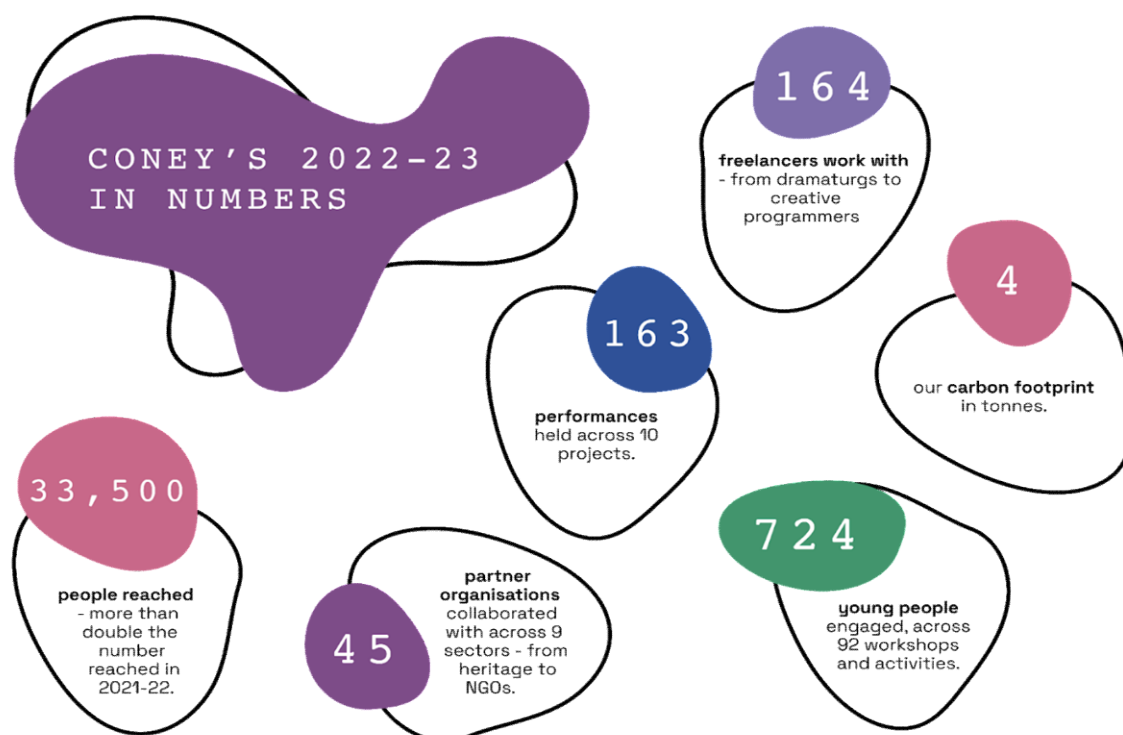 CONEY'S 2022–23
IN NUMBERS
164
freelancers work with
- from dramaturgs to
creative
programmers
4
our carbon footprint
in tonnes.
163
performances
held across 10
projects.
33,500
people reached
- more than
double the
number
reached in
2021-22.
45
partner
organisations
collaborated
with across 9
sectors - from
heritage to
NGOs.
724
young people
engaged, across
92 workshops
and activities.